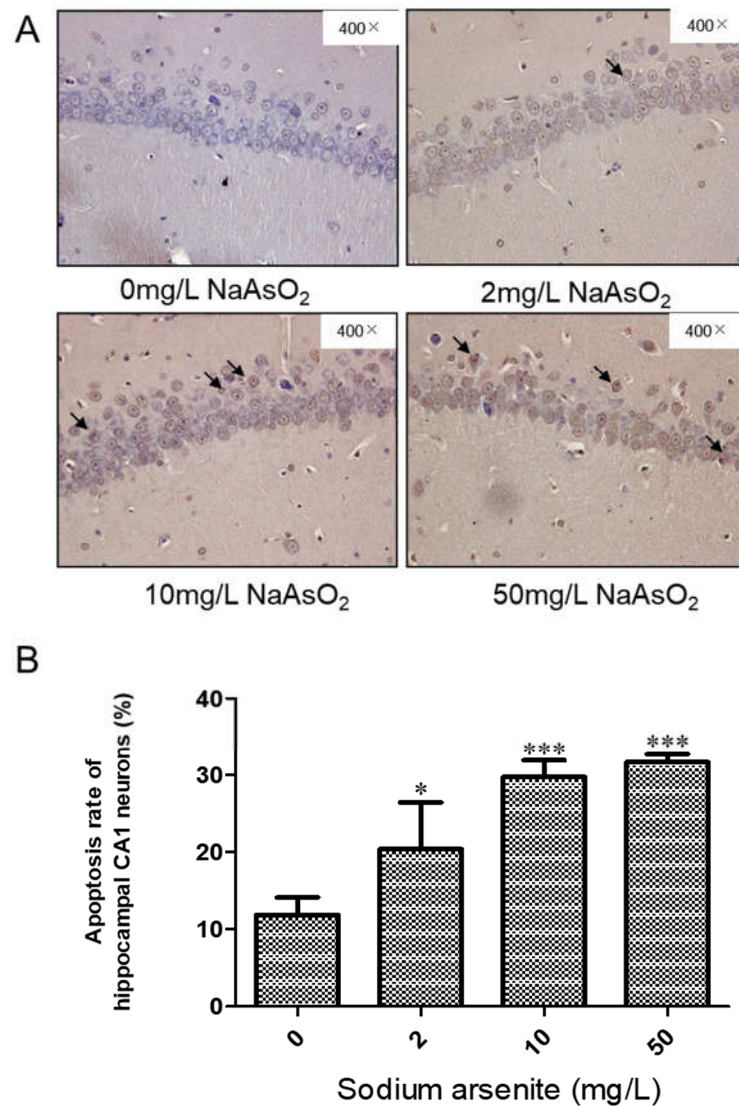 A
400×
400×
0mg/L NaAsO₂
2mg/L NaAsO₂
400×
400×
10mg/L NaAsO₂
50mg/L NaAsO₂
B
Apoptosis rate of
hippocampal CA1 neurons (%)
40
30
20
10
0
*
***
***
0
2
10
50
Sodium arsenite (mg/L)